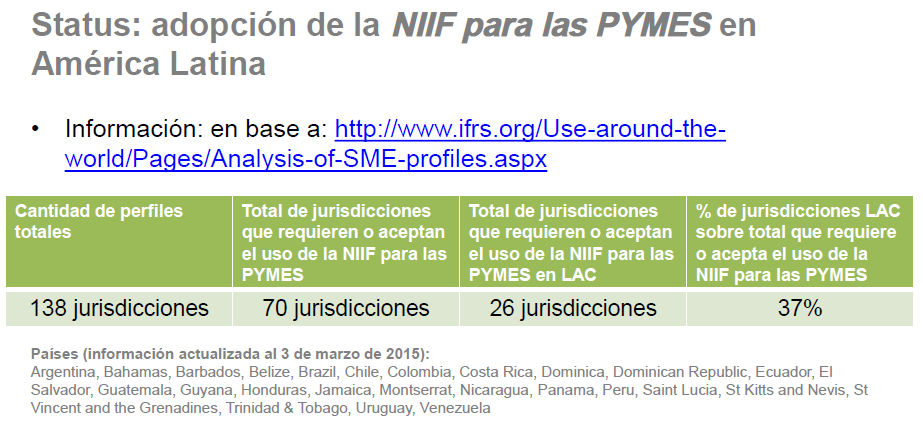 Status: adopción de la NIIF para las PYMES en
América Latina
• Información: en base a: http://www.ifrs.org/Use-around-the-
world/Pages/Analysis-of-SME-profiles.aspx
Cantidad de perfiles
totales
Total de jurisdicciones
que requieren o aceptan
el uso de la NIIF para las
PYMES
Total de jurisdicciones
que requieren o aceptan
el uso de la NIIF para las
PYMES en LAC
% de jurisdicciones LAC
sobre total que requiere
o acepta el uso de la
NIIF para las PYMES
138 jurisdicciones
70 jurisdicciones
26 jurisdicciones
37%
Países (información actualizada al 3 de marzo de 2015):
Argentina, Bahamas, Barbados, Belize, Brazil, Chile, Colombia, Costa Rica, Dominica, Dominican Republic, Ecuador, El
Salvador, Guatemala, Guyana, Honduras, Jamaica, Montserrat, Nicaragua, Panama, Peru, Saint Lucia, St Kitts and Nevis, St
Vincent and the Grenadines, Trinidad & Tobago, Uruguay, Venezuela